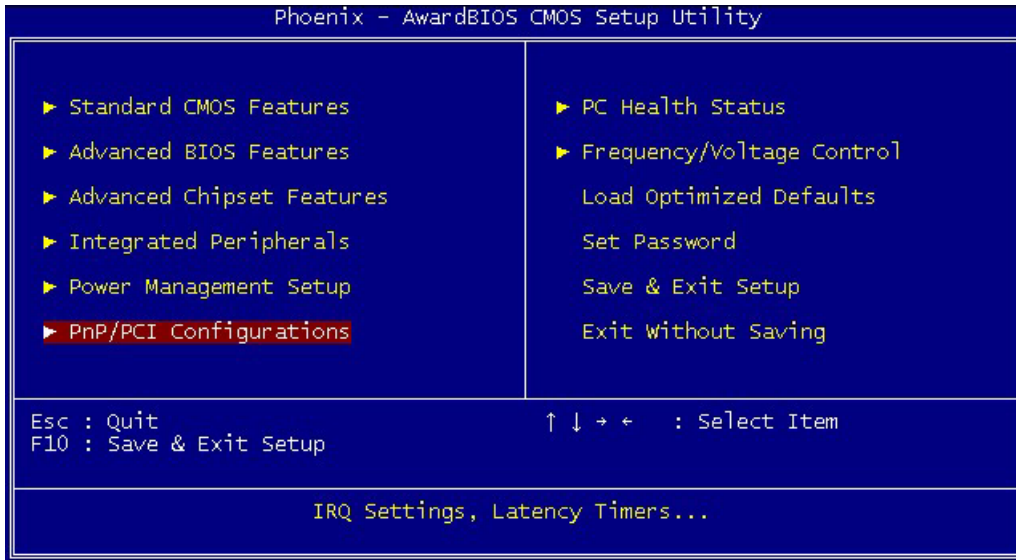 Phoenix - AwardBIOS CMOS Setup Utility
► Standard CMOS Features
► Advanced BIOS Features
► Advanced Chipset Features
► Integrated Peripherals
► Power Management Setup
► PnP/PCI Configurations
► PC Health Status
► Frequency/Voltage Control
Load Optimized Defaults
Set Password
Save & Exit Setup
Exit Without Saving
Esc : Quit
F10 : Save & Exit Setup
↑ ↓ → ← : Select Item
IRQ Settings, Latency Timers...